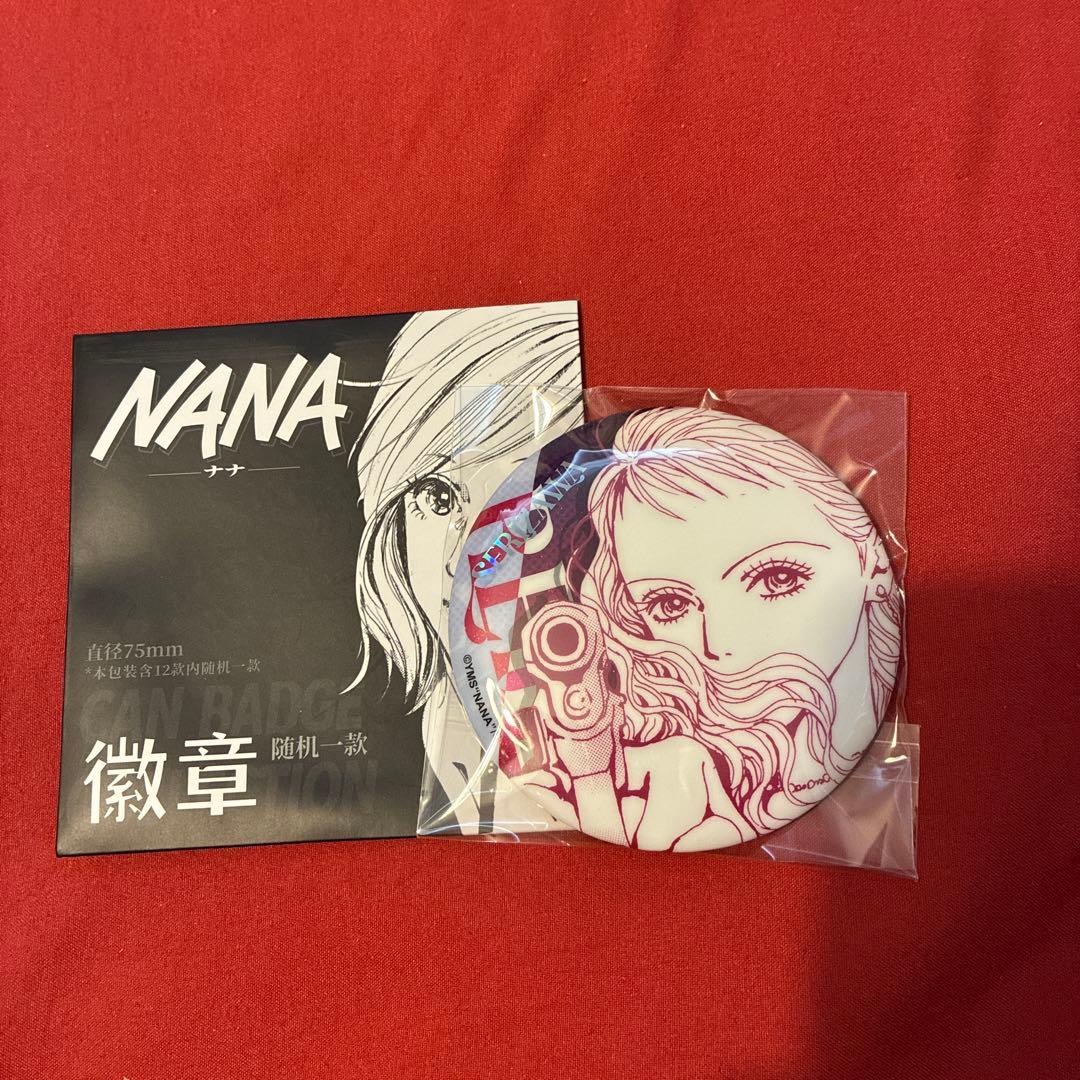 NANA
ナナ
直径75mm
*本包装含12款内随机一款
CAN BADGE
徽章 随机一款
©YMS"NANA"/